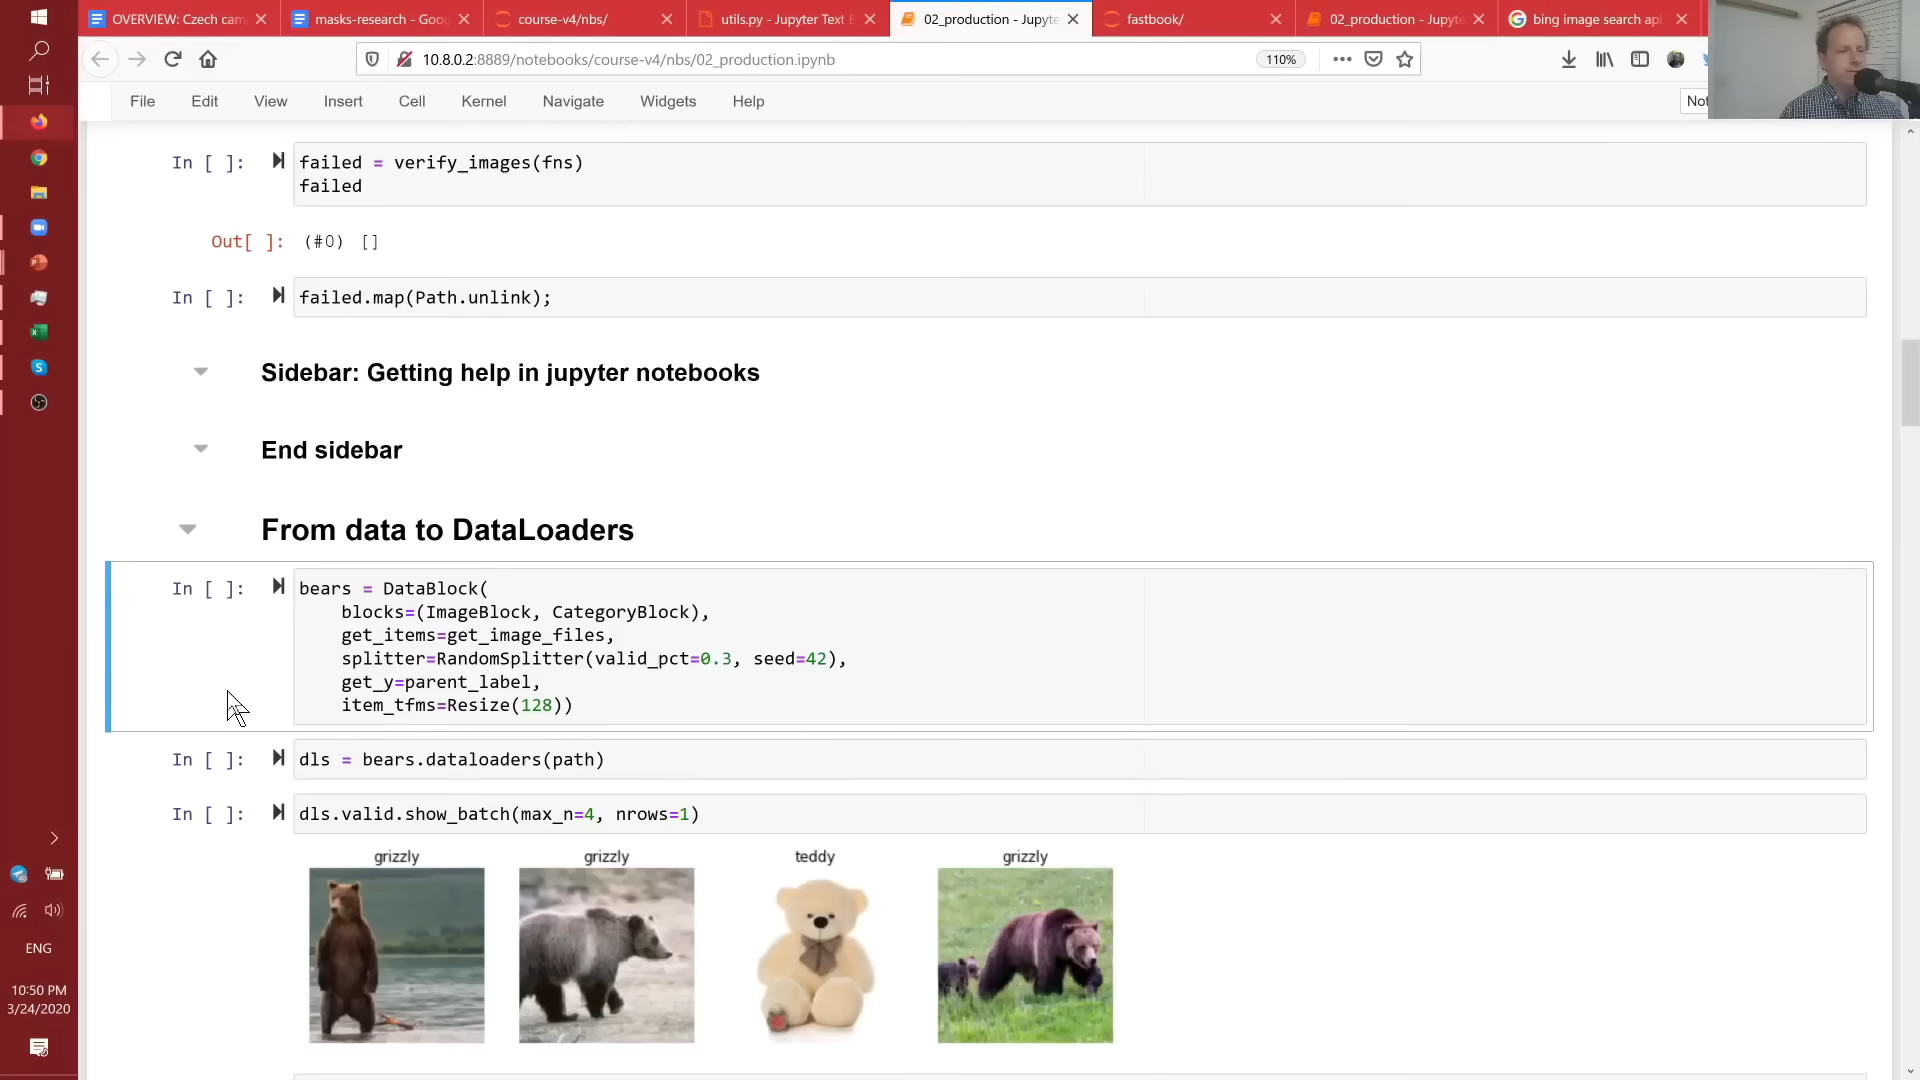 OVERVIEW: Czech cam
masks-research - Goog
course-v4/nbs/
utils.py - Jupyter Text E
02_production - Jupyte
fastbook/
02_production - Jupyte
bing image search api
10.8.0.2:8889/notebooks/course-v4/nbs/02_production.ipynb
110%
File Edit View Insert Cell Kernel Navigate Widgets Help
Not
In [ ]: failed = verify_images(fns)
failed
Out[ ]: (#0) []
In [ ]: failed.map(Path.unlink);
Sidebar: Getting help in jupyter notebooks
End sidebar
From data to DataLoaders
In [ ]: bears = DataBlock(
blocks=(ImageBlock, CategoryBlock),
get_items=get_image_files,
splitter=RandomSplitter(valid_pct=0.3, seed=42),
get_y=parent_label,
item_tfms=Resize(128))
In [ ]: dls = bears.dataloaders(path)
In [ ]: dls.valid.show_batch(max_n=4, nrows=1)
grizzly grizzly teddy grizzly
ENG
10:50 PM
3/24/2020